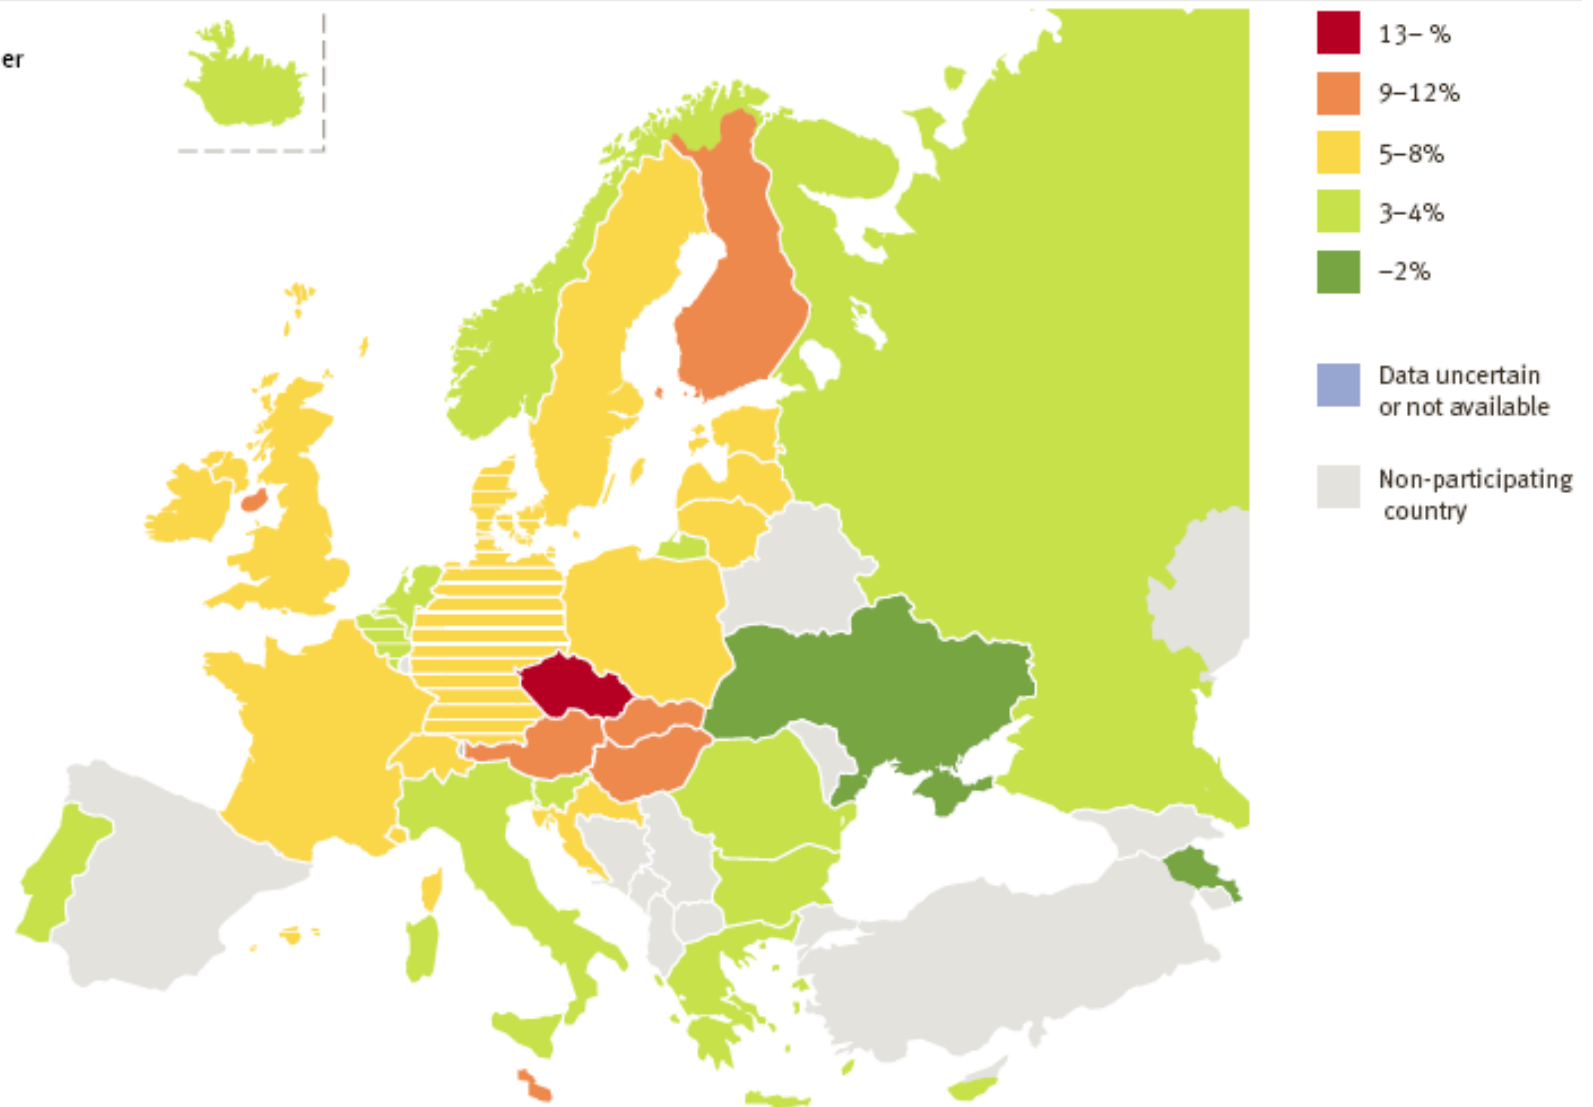 er
13– %
9–12%
5–8%
3–4%
–2%
Data uncertain
or not available
Non-participating
country